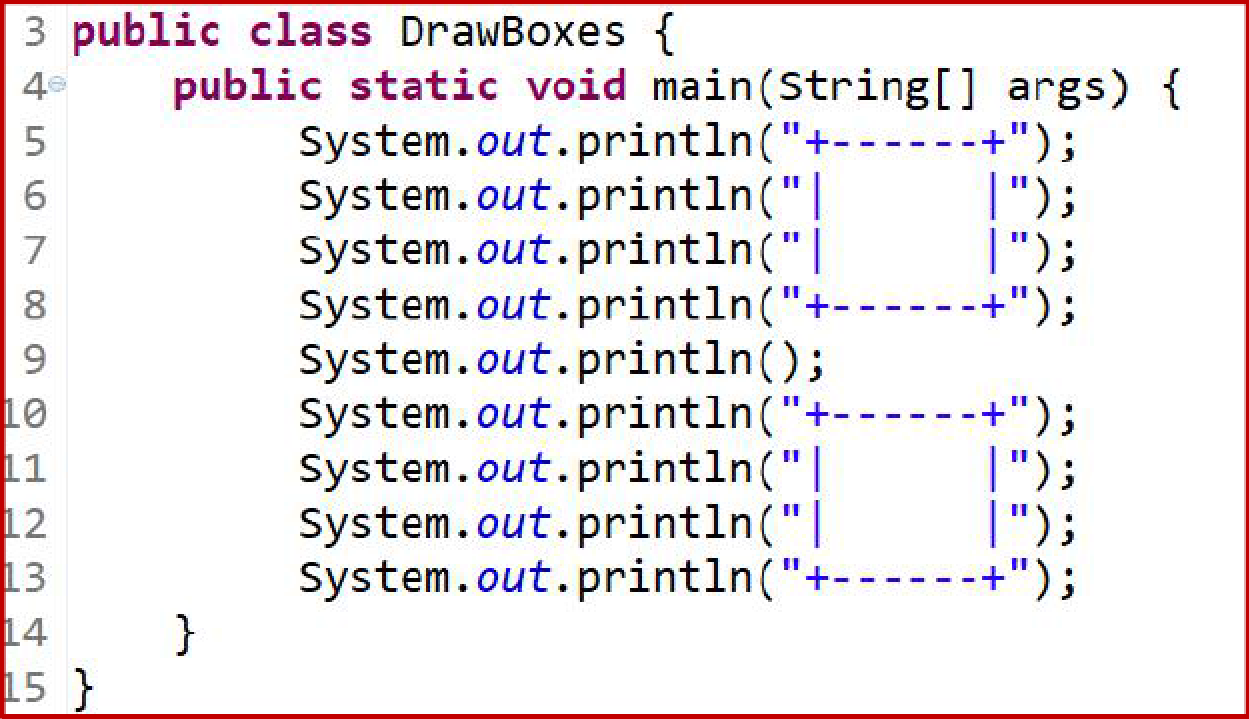 3 public class DrawBoxes {
4     public static void main(String[] args) {
5         System.out.println("+------+");
6         System.out.println("|      |");
7         System.out.println("|      |");
8         System.out.println("+------+");
9         System.out.println();
10         System.out.println("+------+");
11         System.out.println("|      |");
12         System.out.println("|      |");
13         System.out.println("+------+");
14     }
15 }